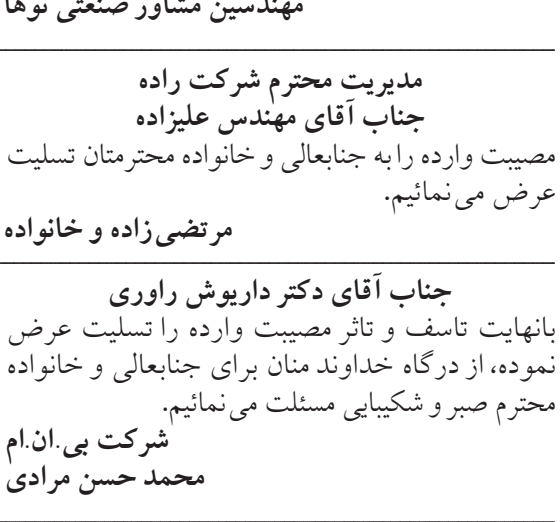 مهندسین مشاور صنعتی نوها
مدیریت محترم شرکت راده
جناب آقای مهندس علیزاده
مصیبت وارده را به جنابعالی و خانواده محترمتان تسلیت
عرض می‌نمائیم.
مرتضی‌زاده و خانواده
جناب آقای دکتر داریوش راوری
بانهایت تاسف و تاثر مصیبت وارده را تسلیت عرض
نموده، از درگاه خداوند منان برای جنابعالی و خانواده
محترم صبر و شکیبایی مسئلت می‌نمائیم.
شرکت بی.ان.ام
محمد حسن مرادی